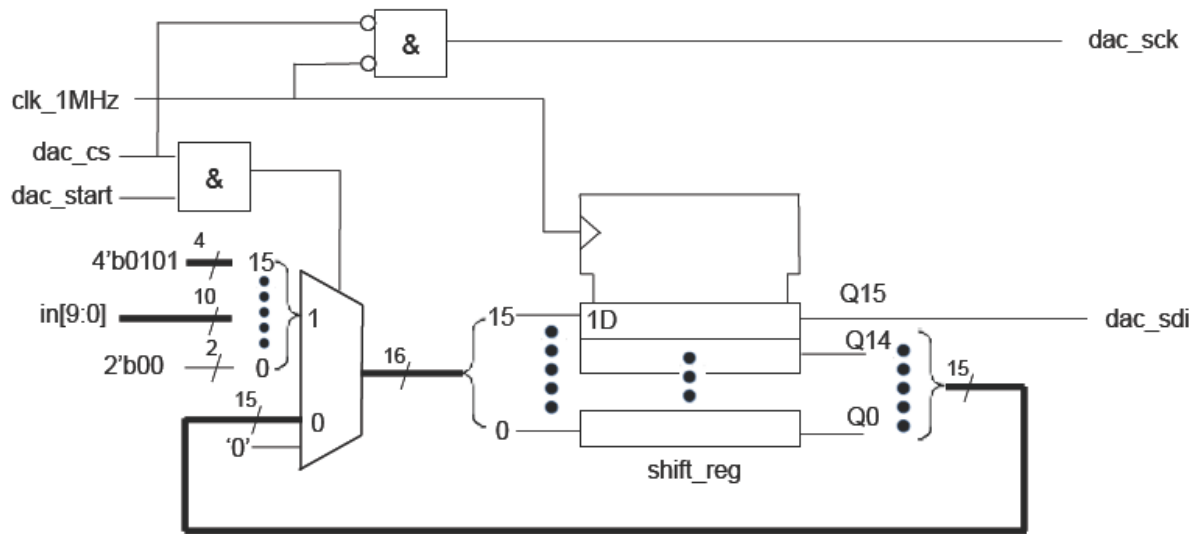 &
dac_sck
clk_1MHz
dac_cs
&
dac_start
4'b0101
4
15
in[9:0]
10
1
2'b00
2
0
15
0
'0'
16
15
1D
0
Q15
dac_sdi
Q14
Q0
15
shift_reg